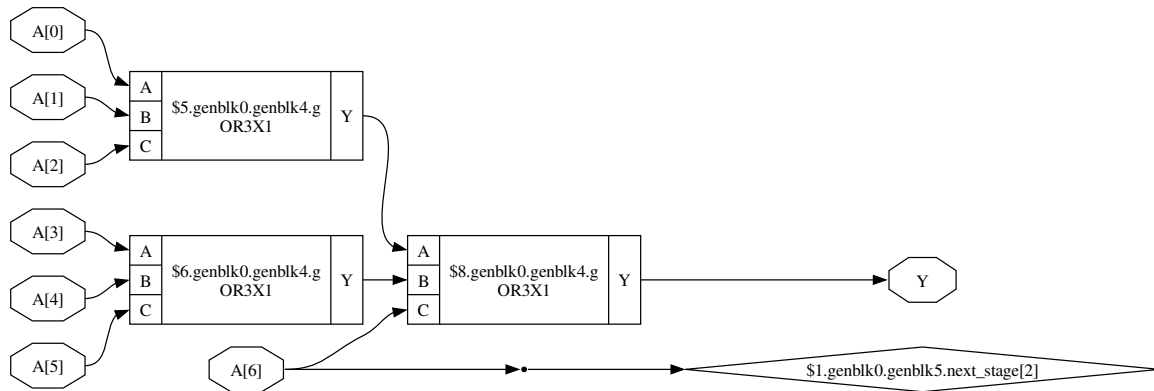 A[0]
A[1]
A[2]
A
B
C
$5.genblk0.genblk4.g
OR3X1
Y
A[3]
A[4]
A[5]
A
B
C
$6.genblk0.genblk4.g
OR3X1
Y
A
B
C
$8.genblk0.genblk4.g
OR3X1
Y
Y
A[6]
$1.genblk0.genblk5.next_stage[2]